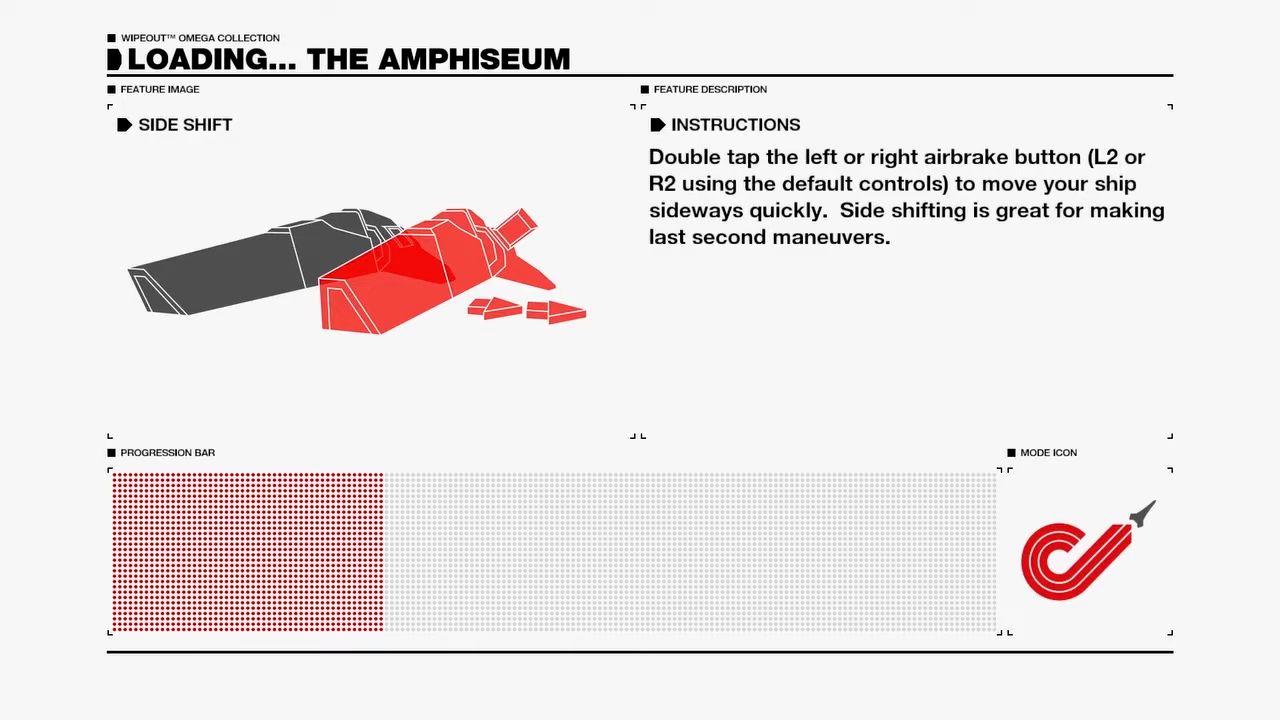 WIPEOUT™ OMEGA COLLECTION
LOADING... THE AMPHISEUM
FEATURE IMAGE
SIDE SHIFT
FEATURE DESCRIPTION
INSTRUCTIONS
Double tap the left or right airbrake button (L2 or
R2 using the default controls) to move your ship
sideways quickly.  Side shifting is great for making
last second maneuvers.
PROGRESSION BAR
MODE ICON